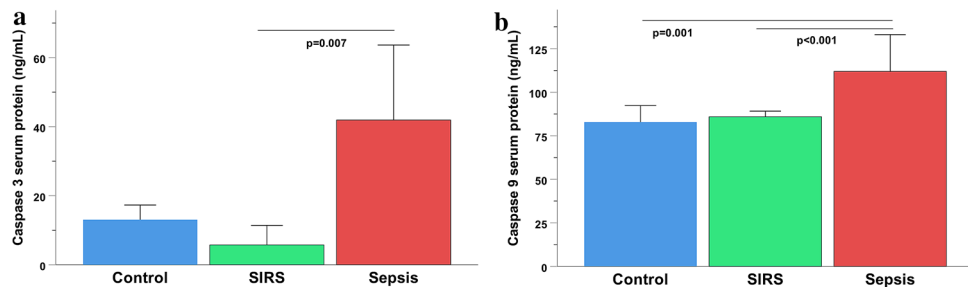 a
Caspase 3 serum protein (ng/mL)
60
40
20
0
p=0.007
Control SIRS Sepsis
b
Caspase 9 serum protein (ng/mL)
125
100
75
50
25
0
p=0.001
p<0.001
Control SIRS Sepsis